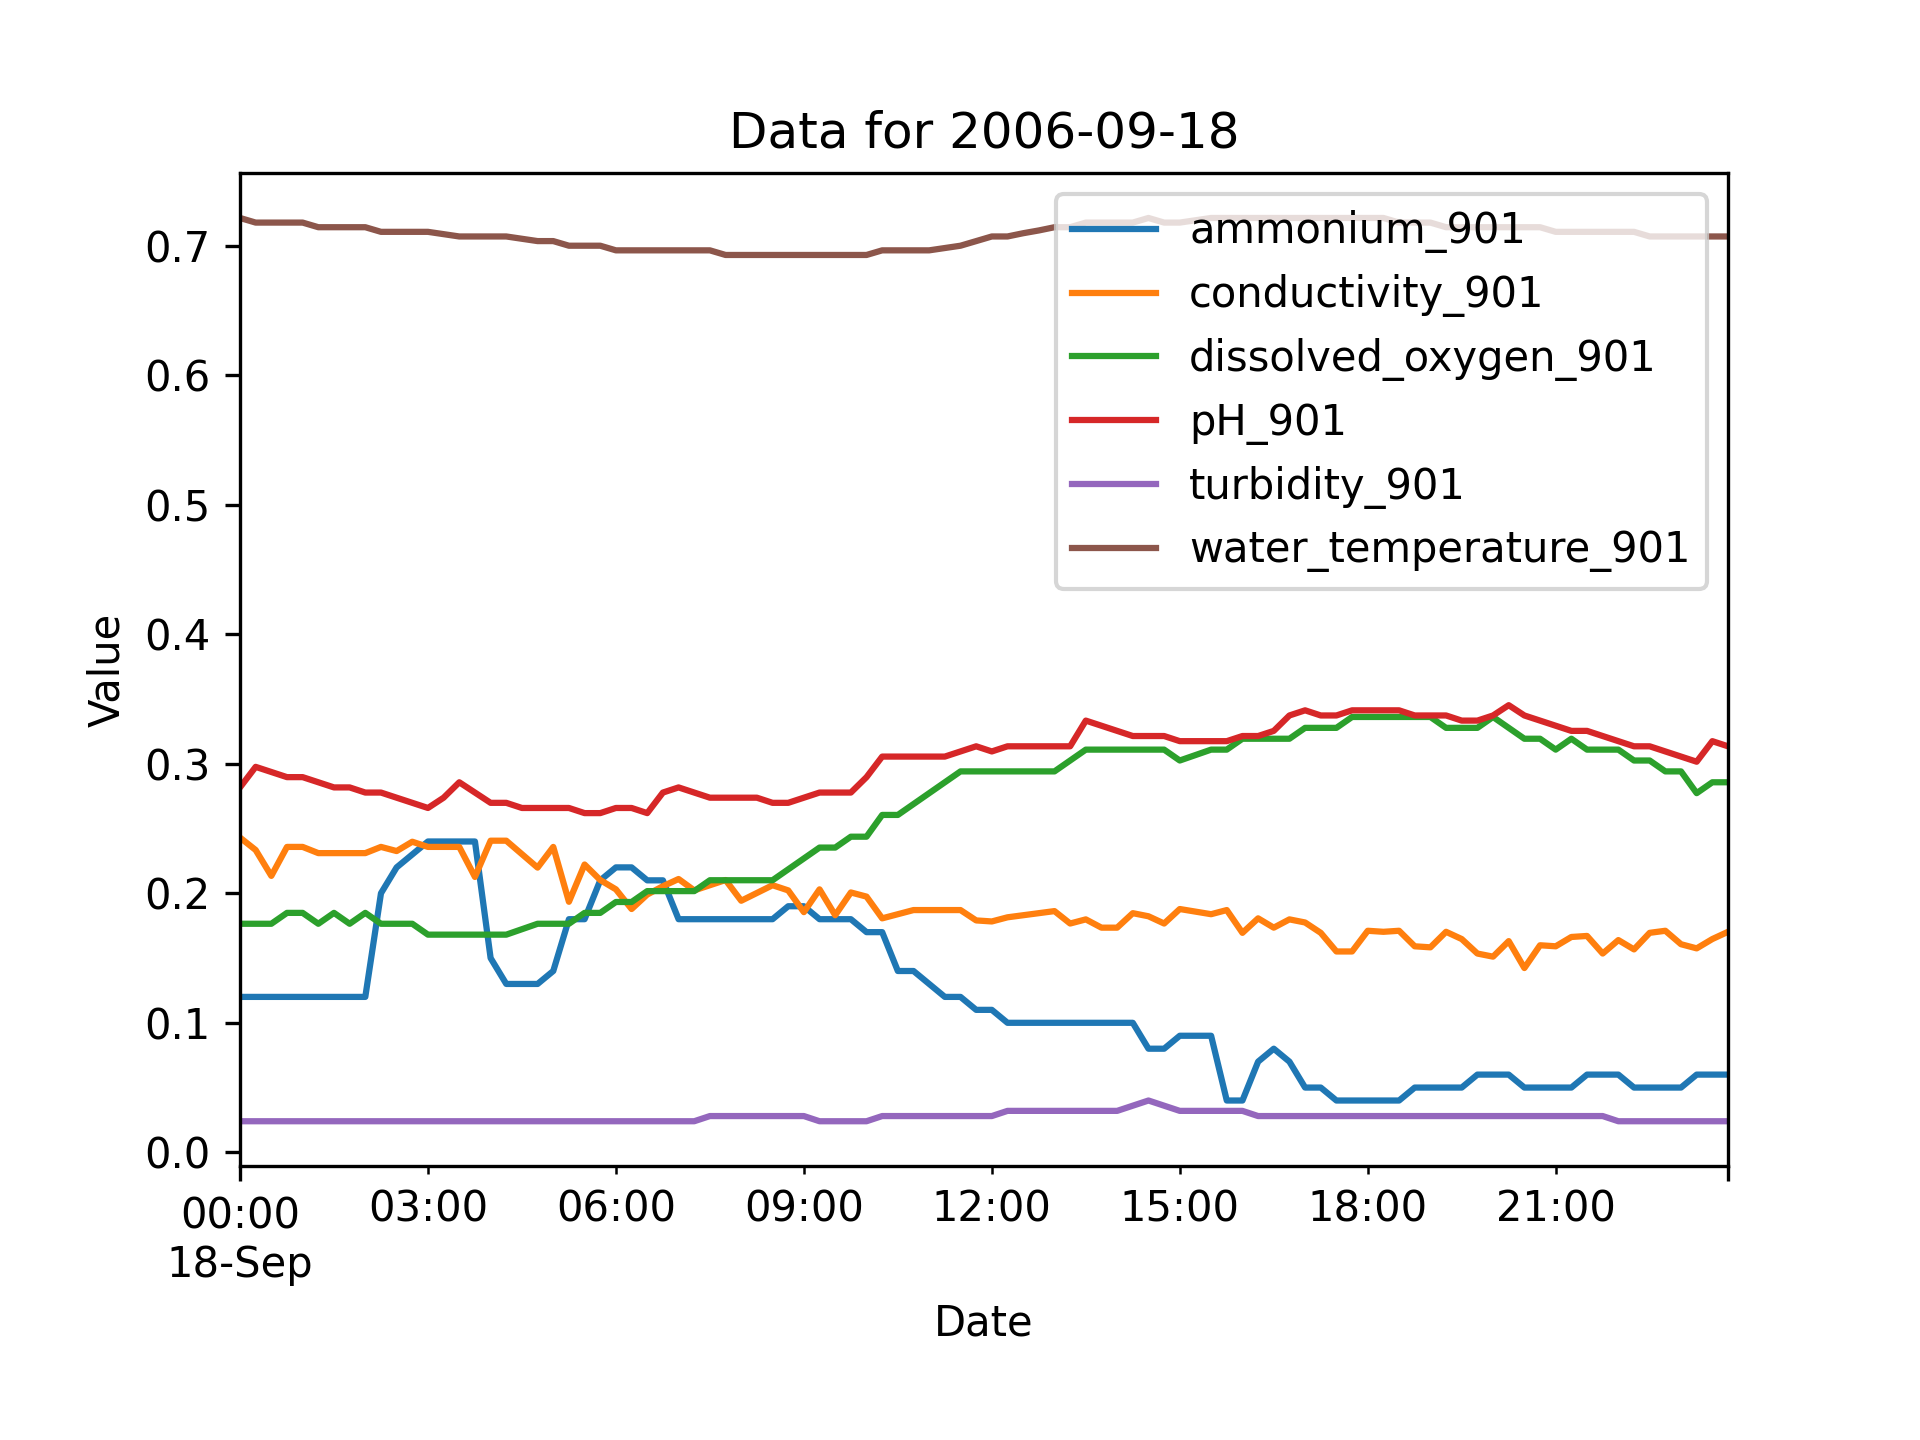 Data for 2006-09-18
ammonium_901
conductivity_901
dissolved_oxygen_901
pH_901
turbidity_901
water_temperature_901
Value
0.7
0.6
0.5
0.4
0.3
0.2
0.1
0.0
00:00 03:00 06:00 09:00 12:00 15:00 18:00 21:00
18-Sep
Date